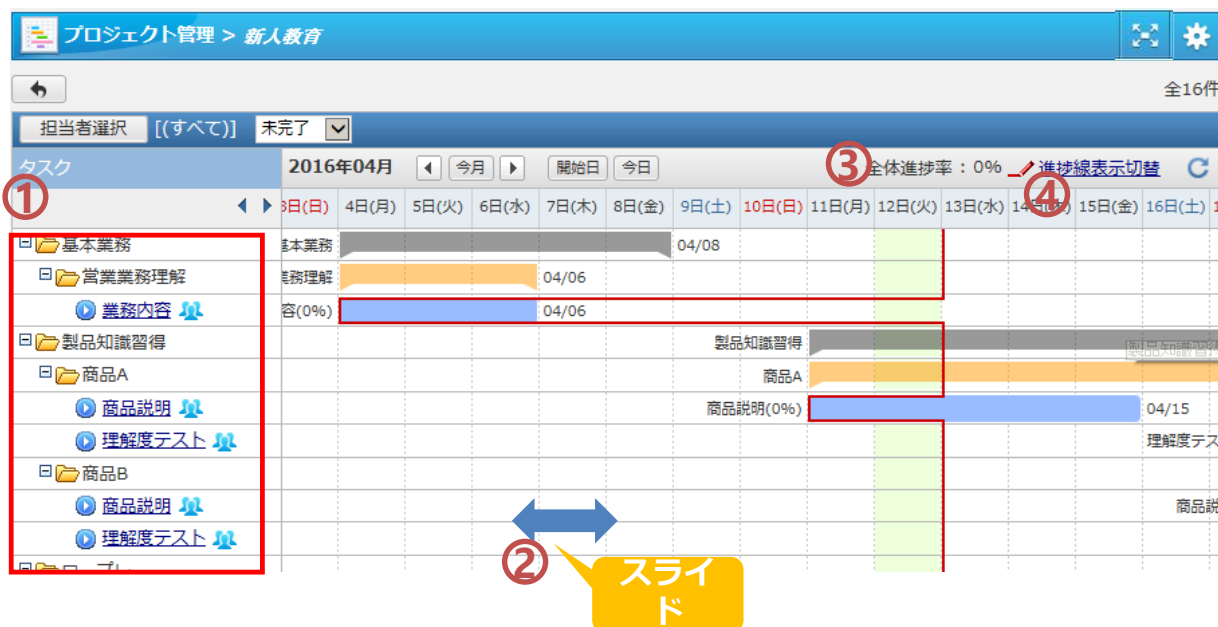 プロジェクト管理 > 新人教育
全16件
担当者選択 [(すべて)] 未完了
タスク 2016年04月 今月 開始日 今日 ③ 全体進捗率：0% 進捗線表示切替
① 3日(日) 4日(月) 5日(火) 6日(水) 7日(木) 8日(金) 9日(土) 10日(日) 11日(月) 12日(火) 13日(水) ④ 15日(金) 16日(土)
基本業務 基本業務 04/08
営業業務理解 業務理解 04/06
業務内容 容(0%) 04/06
製品知識習得 製品知識習得 製品知識習得
商品A 商品A
商品説明 商品説明(0%) 04/15
理解度テスト 理解度テス
商品B
商品説明 商品説
理解度テスト
②
スライ
ド